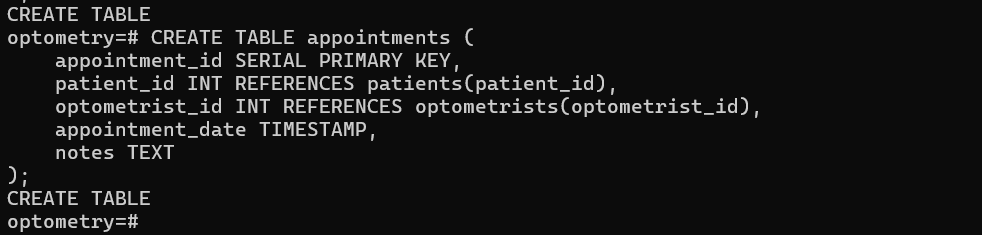 CREATE TABLE
optometry=# CREATE TABLE appointments (
    appointment_id SERIAL PRIMARY KEY,
    patient_id INT REFERENCES patients(patient_id),
    optometrist_id INT REFERENCES optometrists(optometrist_id),
    appointment_date TIMESTAMP,
    notes TEXT
);
CREATE TABLE
optometry=#